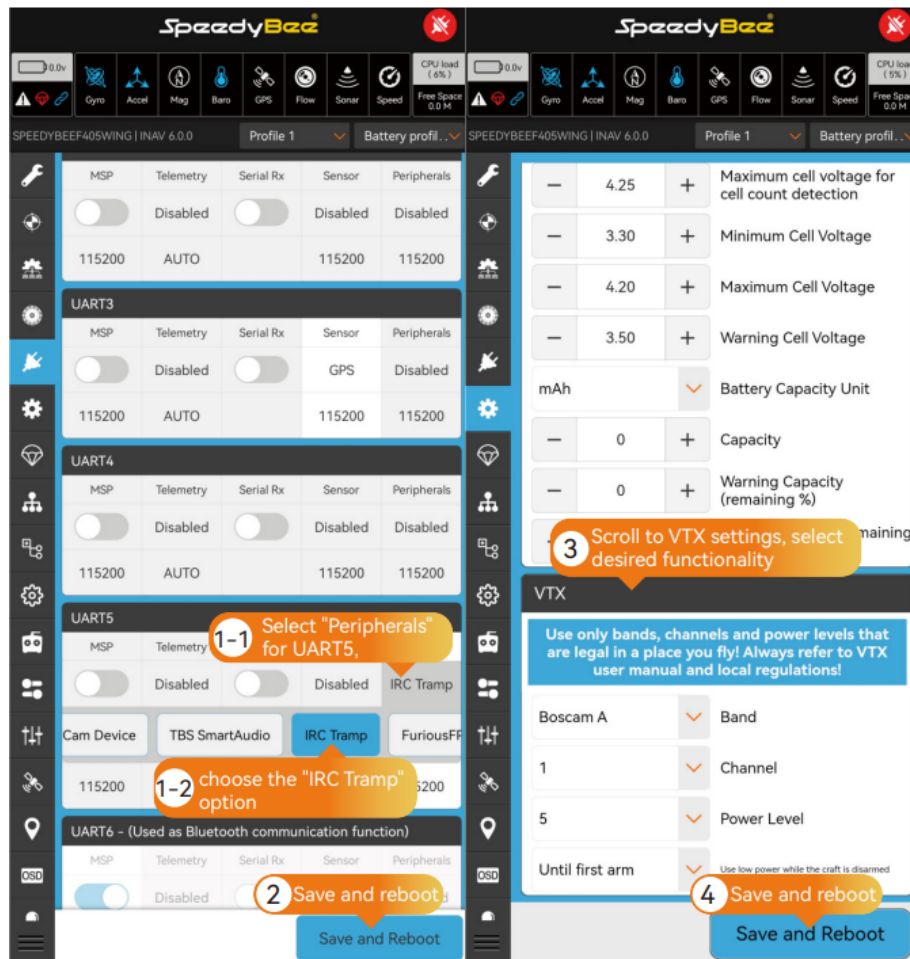 SpeedyBee
0.0v
Gyro Accel Mag Baro GPS Flow Sonar Speed
CPU load
(6%)
Free Space
0.0 M
SPEEDYBEEF405WING | INAV 6.0.0 Profile 1 Battery profil...
MSP Telemetry Serial Rx Sensor Peripherals
Disabled Disabled Disabled
115200 AUTO 115200 115200
UART3
MSP Telemetry Serial Rx Sensor Peripherals
Disabled GPS Disabled
115200 AUTO 115200 115200
UART4
MSP Telemetry Serial Rx Sensor Peripherals
Disabled Disabled Disabled
115200 AUTO 115200 115200
UART5
1-1 Select "Peripherals"
for UART5,
MSP
Disabled Disabled IRC Tramp
Cam Device TBS SmartAudio IRC Tramp
115200
1-2 choose the "IRC Tramp"
option
UART6 - (Used as Bluetooth communication function)
MSP Telemetry Serial Rx Sensor Peripherals
Disabled
2 Save and reboot
OSD
Save and Reboot
SpeedyBee
0.0v
Gyro Accel Mag Baro GPS Flow Sonar Speed
CPU
(5%)
Free
0.0 M
SPEEDYBEEF405WING | INAV 6.0.0 Profile 1 Battery profil...
4.25 Maximum cell voltage for
cell count detection
3.30 Minimum Cell Voltage
4.20 Maximum Cell Voltage
3.50 Warning Cell Voltage
mAh Battery Capacity Unit
0 Capacity
0 Warning Capacity
(remaining %)
3 Scroll to VTX settings, select
desired functionality
VTX
Use only bands, channels and power levels that
are legal in a place you fly! Always refer to VTX
user manual and local regulations!
Boscam A Band
1 Channel
5 Power Level
Until first arm Use low power while the craft is disarmed
OSD
4 Save and reboot
Save and Reboot